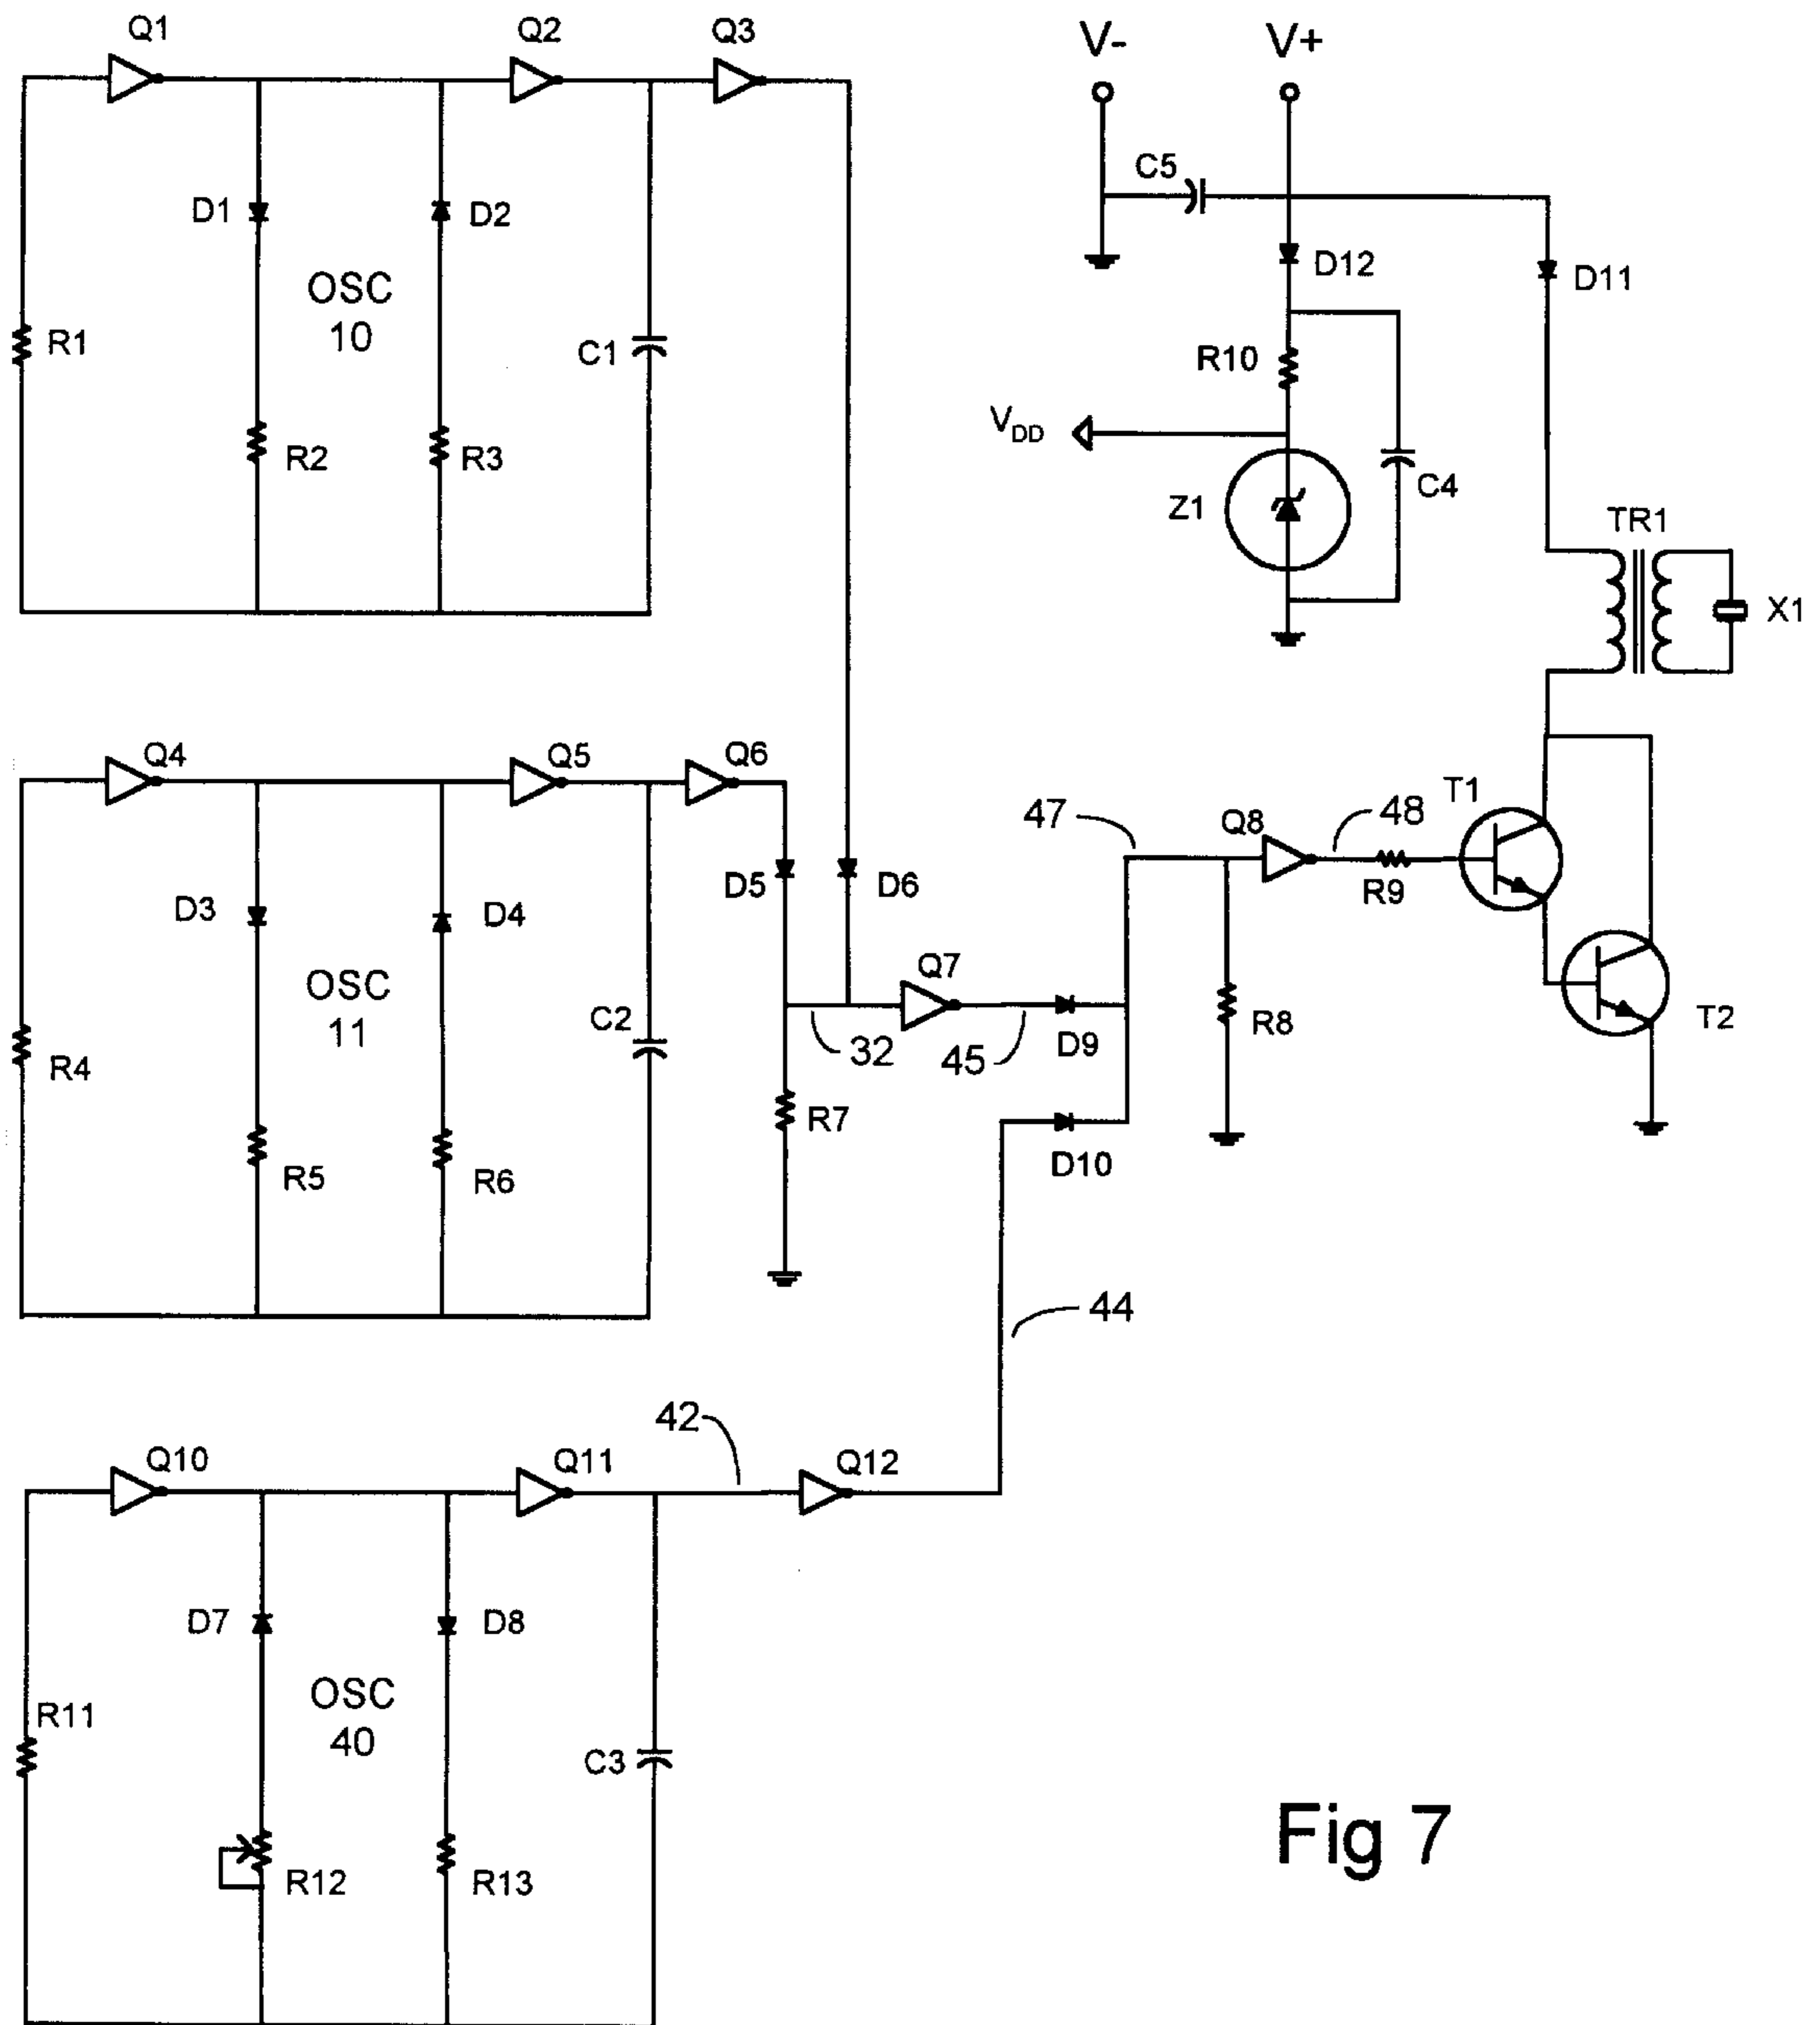 Q1
Q2
Q3
V-
V+
C5
D1
D2
D12
D11
OSC
10
R1
C1
R10
VDD
R2
R3
C4
Z1
TR1
X1
Q4
Q5
Q6
47
Q8
48
T1
D3
D4
D5
D6
R9
OSC
11
Q7
R4
C2
32
45
D9
R8
T2
R7
D10
R5
R6
44
42
Q10
Q11
Q12
D7
D8
OSC
40
R11
C3
R12
R13
Fig 7